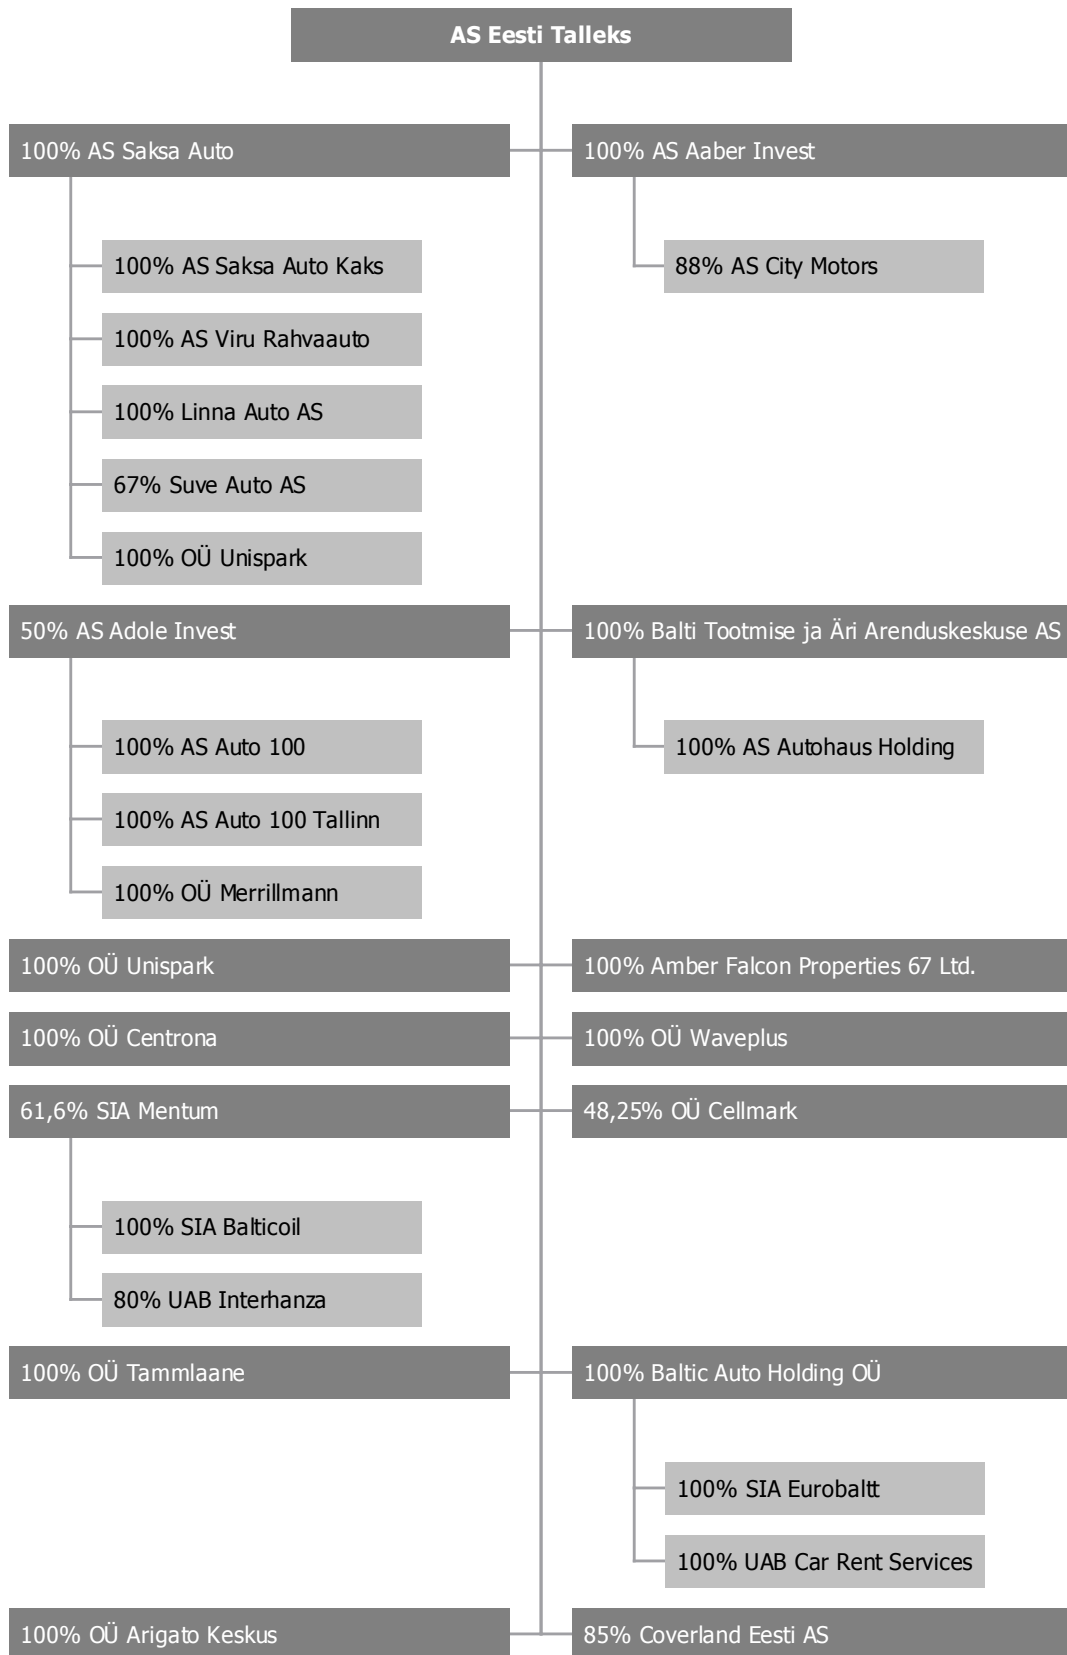 AS Eesti Talleks
100% AS Saksa Auto
100% AS Aaber Invest
100% AS Saksa Auto Kaks
88% AS City Motors
100% AS Viru Rahvaauto
100% Linna Auto AS
67% Suve Auto AS
100% OÜ Unispark
50% AS Adole Invest
100% Balti Tootmise ja Äri Arenduskeskuse AS
100% AS Auto 100
100% AS Autohaus Holding
100% AS Auto 100 Tallinn
100% OÜ Merrillmann
100% OÜ Unispark
100% Amber Falcon Properties 67 Ltd.
100% OÜ Centrona
100% OÜ Waveplus
61,6% SIA Mentum
48,25% OÜ Cellmark
100% SIA Balticoil
80% UAB Interhanza
100% OÜ Tammlaane
100% Baltic Auto Holding OÜ
100% SIA Eurobaltt
100% UAB Car Rent Services
100% OÜ Arigato Keskus
85% Coverland Eesti AS